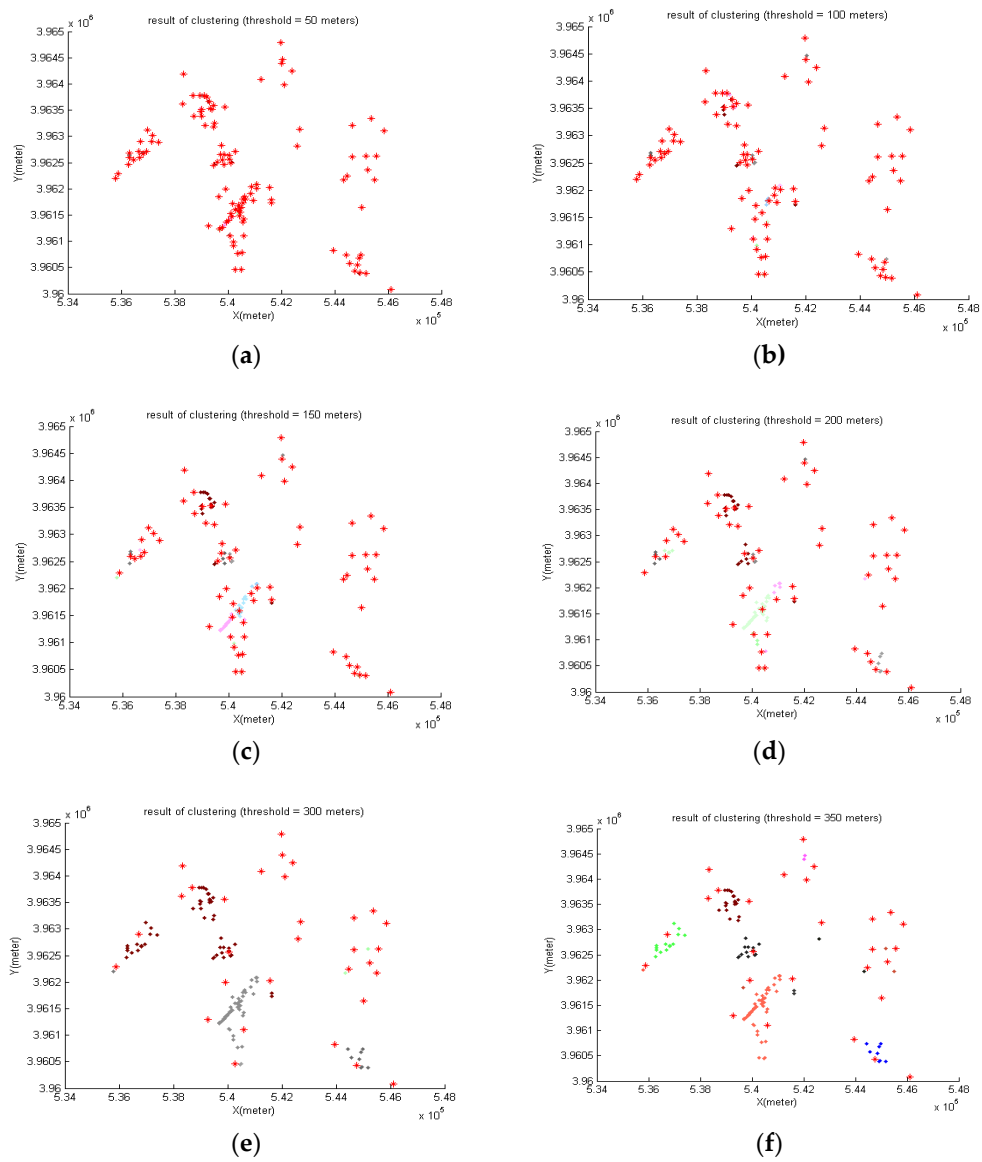 result of clustering (threshold = 50 meters)
x 10^6
3.965
3.9645
3.964
3.9635
3.963
3.9625
3.962
3.9615
3.961
3.9605
3.96
Y(meter)
5.34 5.36 5.38 5.4 5.42 5.44 5.46 5.48
X(meter)
x 10^5
(a)
result of clustering (threshold = 100 meters)
x 10^6
3.965
3.9645
3.964
3.9635
3.963
3.9625
3.962
3.9615
3.961
3.9605
3.96
Y(meter)
5.34 5.36 5.38 5.4 5.42 5.44 5.46 5.48
X(meter)
x 10^5
(b)
result of clustering (threshold = 150 meters)
x 10^6
3.965
3.9645
3.964
3.9635
3.963
3.9625
3.962
3.9615
3.961
3.9605
3.96
Y(meter)
5.34 5.36 5.38 5.4 5.42 5.44 5.46 5.48
X(meter)
x 10^5
(c)
result of clustering (threshold = 200 meters)
x 10^6
3.965
3.9645
3.964
3.9635
3.963
3.9625
3.962
3.9615
3.961
3.9605
3.96
Y(meter)
5.34 5.36 5.38 5.4 5.42 5.44 5.46 5.48
X(meter)
x 10^5
(d)
result of clustering (threshold = 300 meters)
x 10^6
3.965
3.9645
3.964
3.9635
3.963
3.9625
3.962
3.9615
3.961
3.9605
3.96
Y(meter)
5.34 5.36 5.38 5.4 5.42 5.44 5.46 5.48
X(meter)
x 10^5
(e)
result of clustering (threshold = 350 meters)
x 10^6
3.965
3.9645
3.964
3.9635
3.963
3.9625
3.962
3.9615
3.961
3.9605
3.96
Y(meter)
5.34 5.36 5.38 5.4 5.42 5.44 5.46 5.48
X(meter)
x 10^5
(f)